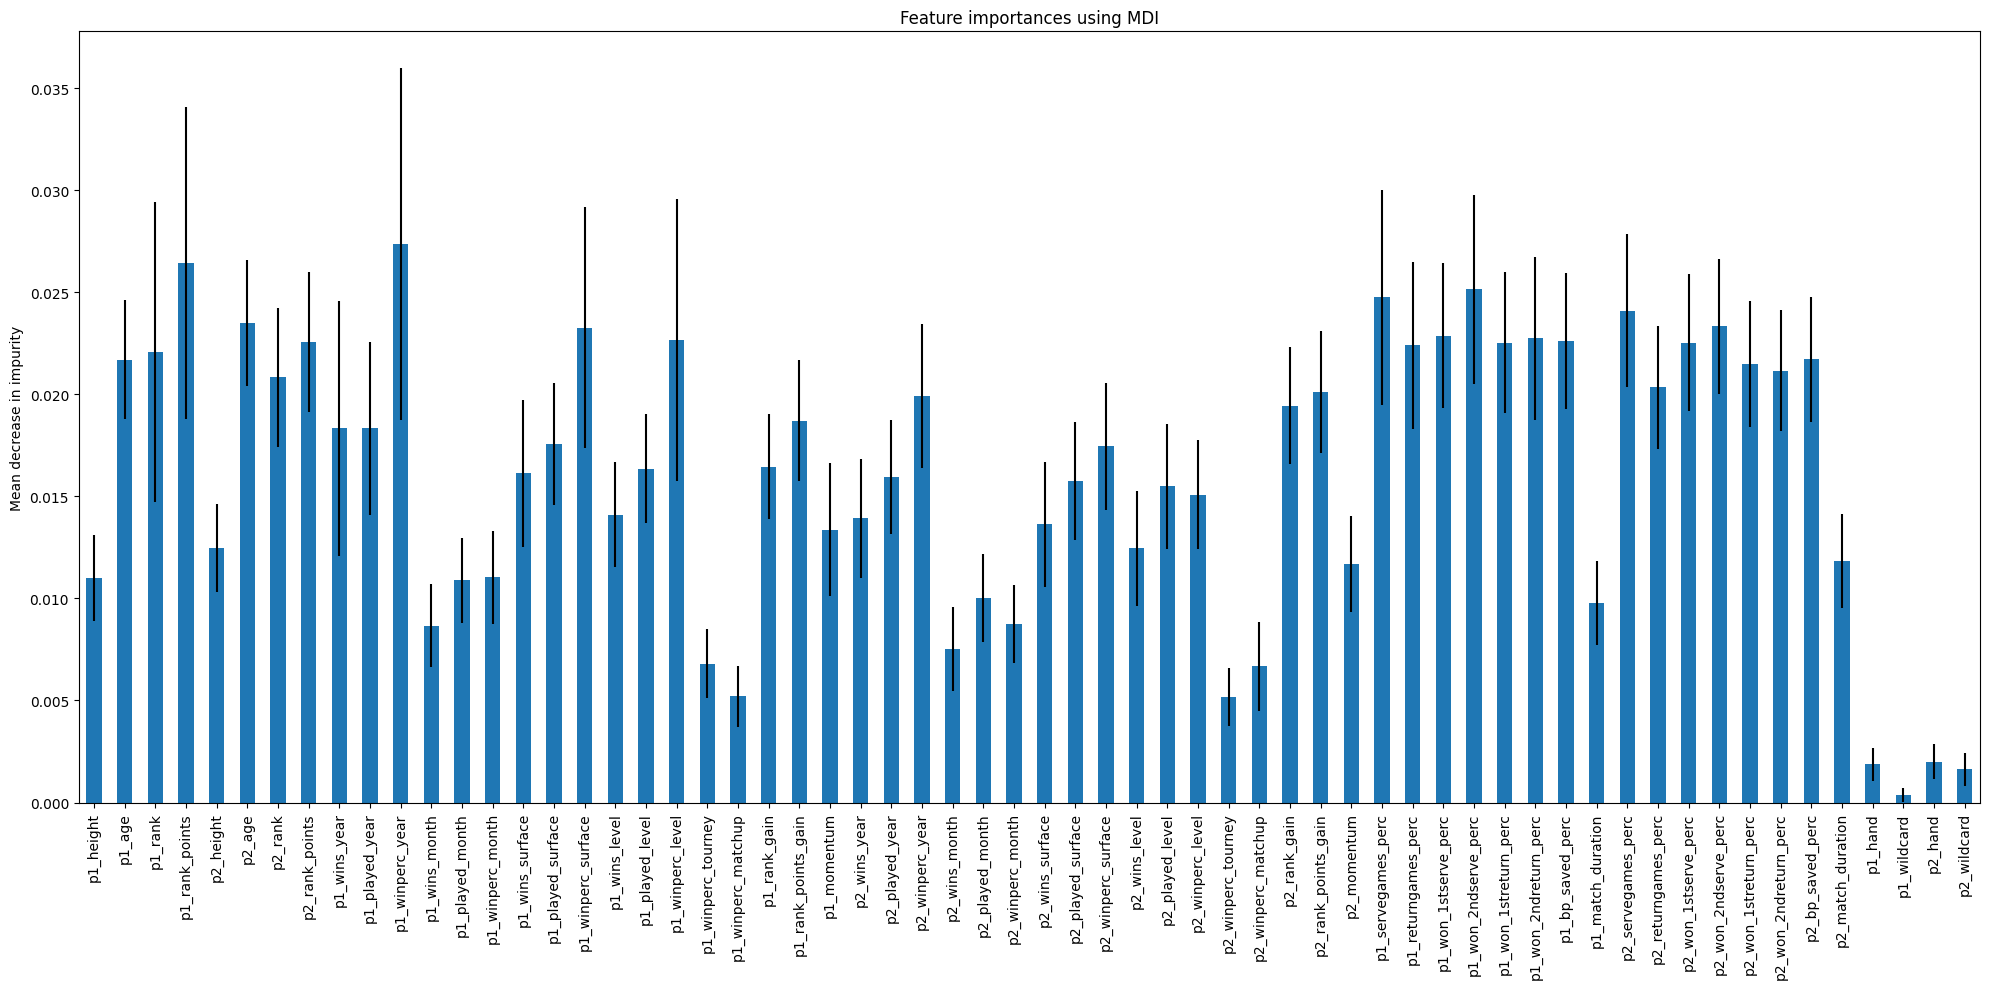 Feature importances using MDI
Mean decrease in impurity
0.035
0.030
0.025
0.020
0.015
0.010
0.005
0.000
p1_height
p1_age
p1_rank
p1_rank_points
p2_height
p2_age
p2_rank
p2_rank_points
p1_wins_year
p1_played_year
p1_winperc_year
p1_wins_month
p1_played_month
p1_winperc_month
p1_wins_surface
p1_played_surface
p1_winperc_surface
p1_wins_level
p1_played_level
p1_winperc_level
p1_winperc_tourney
p1_winperc_matchup
p1_rank_gain
p1_rank_points_gain
p1_momentum
p2_wins_year
p2_played_year
p2_winperc_year
p2_wins_month
p2_played_month
p2_winperc_month
p2_wins_surface
p2_played_surface
p2_winperc_surface
p2_wins_level
p2_played_level
p2_winperc_level
p2_winperc_tourney
p2_winperc_matchup
p2_rank_gain
p2_rank_points_gain
p2_momentum
p1_servegames_perc
p1_returngames_perc
p1_won_1stserve_perc
p1_won_2ndserve_perc
p1_won_1streturn_perc
p1_won_2ndreturn_perc
p1_bp_saved_perc
p1_match_duration
p2_servegames_perc
p2_returngames_perc
p2_won_1stserve_perc
p2_won_2ndserve_perc
p2_won_1streturn_perc
p2_won_2ndreturn_perc
p2_bp_saved_perc
p2_match_duration
p1_hand
p1_wildcard
p2_hand
p2_wildcard